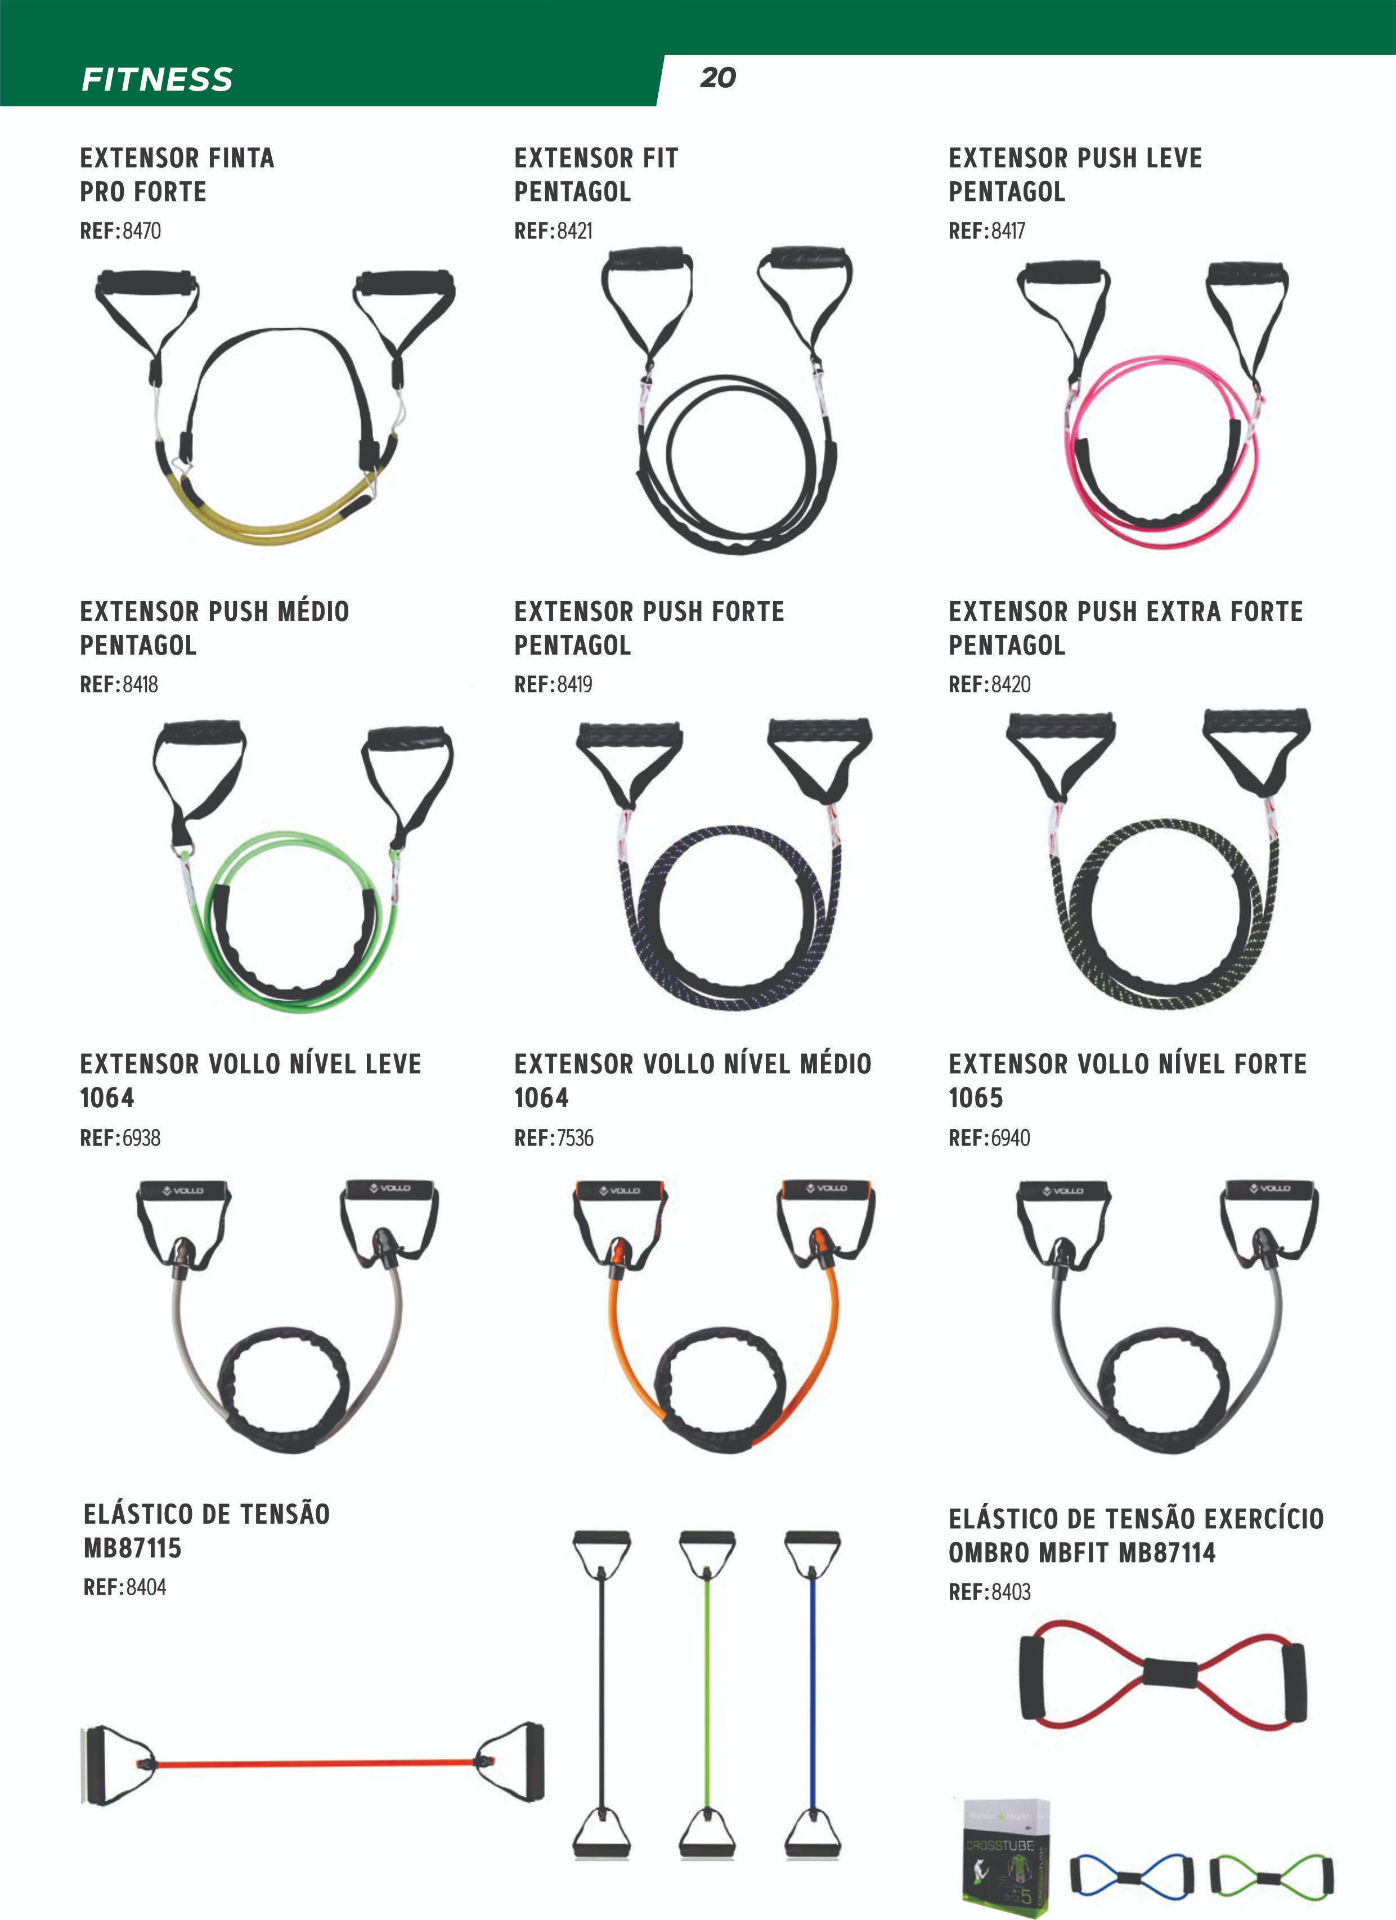 FITNESS
20
EXTENSOR FINTA
PRO FORTE
REF:8470
EXTENSOR FIT
PENTAGOL
REF:8421
EXTENSOR PUSH LEVE
PENTAGOL
REF:8417
EXTENSOR PUSH MÉDIO
PENTAGOL
REF:8418
EXTENSOR PUSH FORTE
PENTAGOL
REF:8419
EXTENSOR PUSH EXTRA FORTE
PENTAGOL
REF:8420
EXTENSOR VOLLO NÍVEL LEVE
1064
REF:6938
VOLLO
VOLLO
EXTENSOR VOLLO NÍVEL MÉDIO
1064
REF:7536
VOLLO
VOLLO
EXTENSOR VOLLO NÍVEL FORTE
1065
REF:6940
VOLLO
VOLLO
ELÁSTICO DE TENSÃO
MB87115
REF:8404
ELÁSTICO DE TENSÃO EXERCÍCIO
OMBRO MBFIT MB87114
REF:8403
CROSSTUBE
5